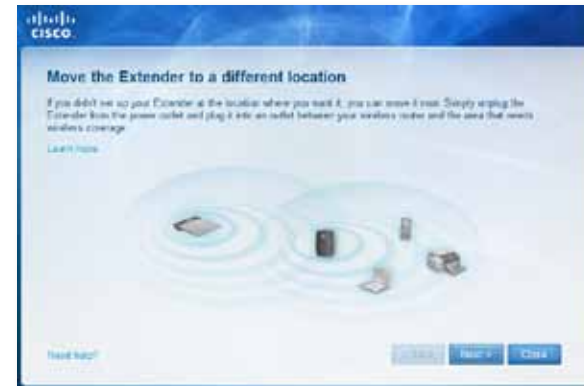 CISCO
Move the Extender to a different location
If you didn't set up your Extender at the location where you want it, you can move it now. Simply unplug the
Extender from the power outlet and plug it into an outlet between your wireless router and the area that needs
wireless coverage.
Learn more
Need help?
Next >
Close